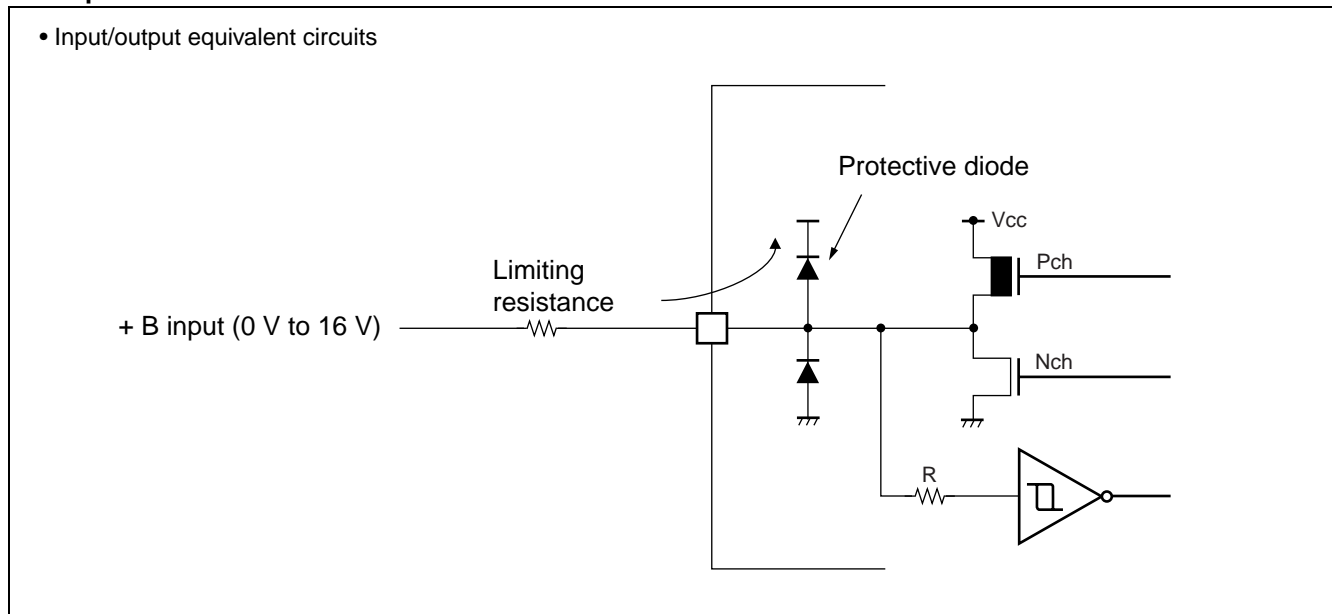 • Input/output equivalent circuits
Protective diode
Vcc
Pch
Limiting
resistance
+ B input (0 V to 16 V)
Nch
R